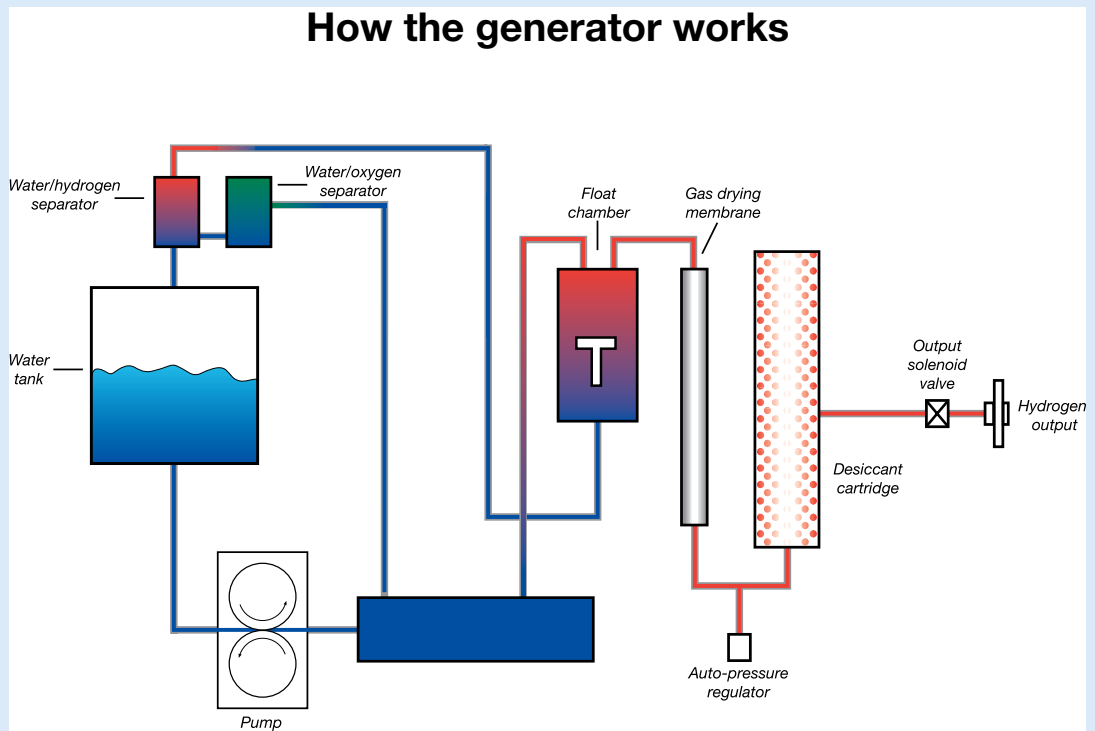 How the generator works
Water/hydrogen
separator
Water/oxygen
separator
Float
chamber
Gas drying
membrane
Water
tank
T
Output
solenoid
valve
Hydrogen
output
Desiccant
cartridge
Auto-pressure
regulator
Pump